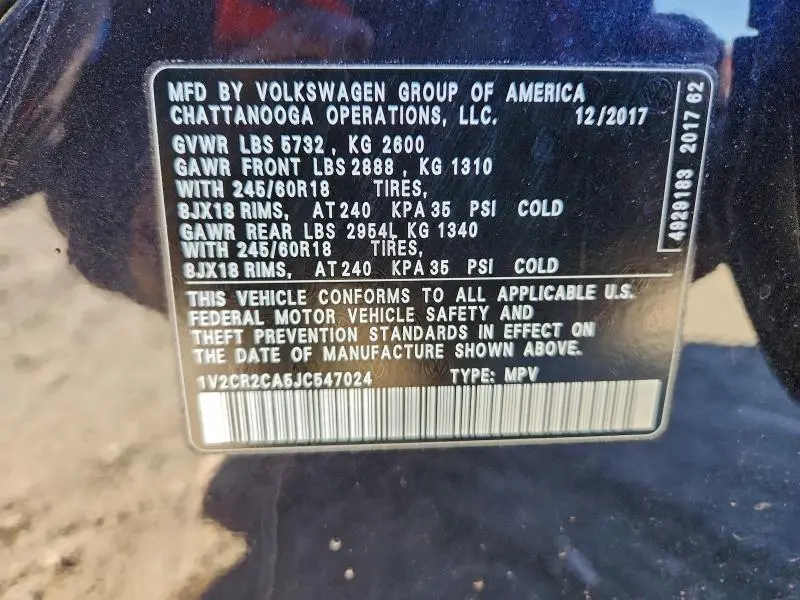 MFD BY VOLKSWAGEN GROUP OF AMERICA
CHATTANOOGA OPERATIONS, LLC. 12/2017
GVWR LBS 5732 , KG 2600
GAWR FRONT LBS 2888 , KG 1310
WITH 245/60R18 TIRES,
8JX18 RIMS, AT 240 KPA 35 PSI COLD
GAWR REAR LBS 2954L KG 1340
WITH 245/60R18 TIRES,
8JX18 RIMS, AT 240 KPA 35 PSI COLD
THIS VEHICLE CONFORMS TO ALL APPLICABLE U.S.
FEDERAL MOTOR VEHICLE SAFETY AND
THEFT PREVENTION STANDARDS IN EFFECT ON
THE DATE OF MANUFACTURE SHOWN ABOVE.
1V2CR2CA5JC547024 TYPE: MPV
4929183 2017 62